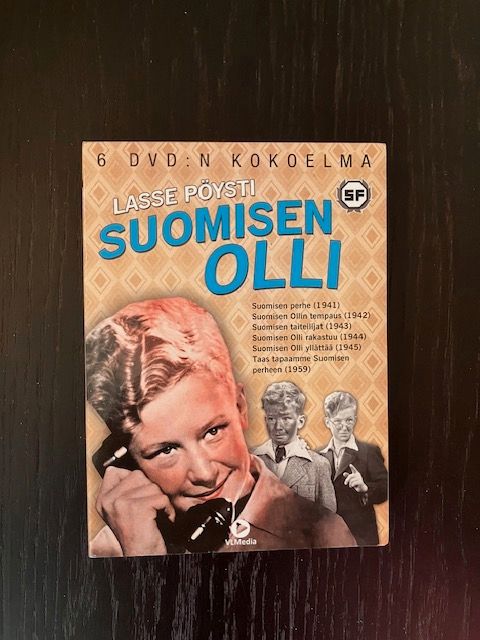 6 DVD:N KOKOELMA
LASSE PÖYSTI
SF
SUOMISEN
OLLI
Suomisen perhe (1941)
Suomisen Ollin tempaus (1942)
Suomisen taiteilijat (1943)
Suomisen Olli rakastuu (1944)
Suomisen Olli yllättää (1945)
Taas tapaamme Suomisen
perheen (1959)
VLMedia